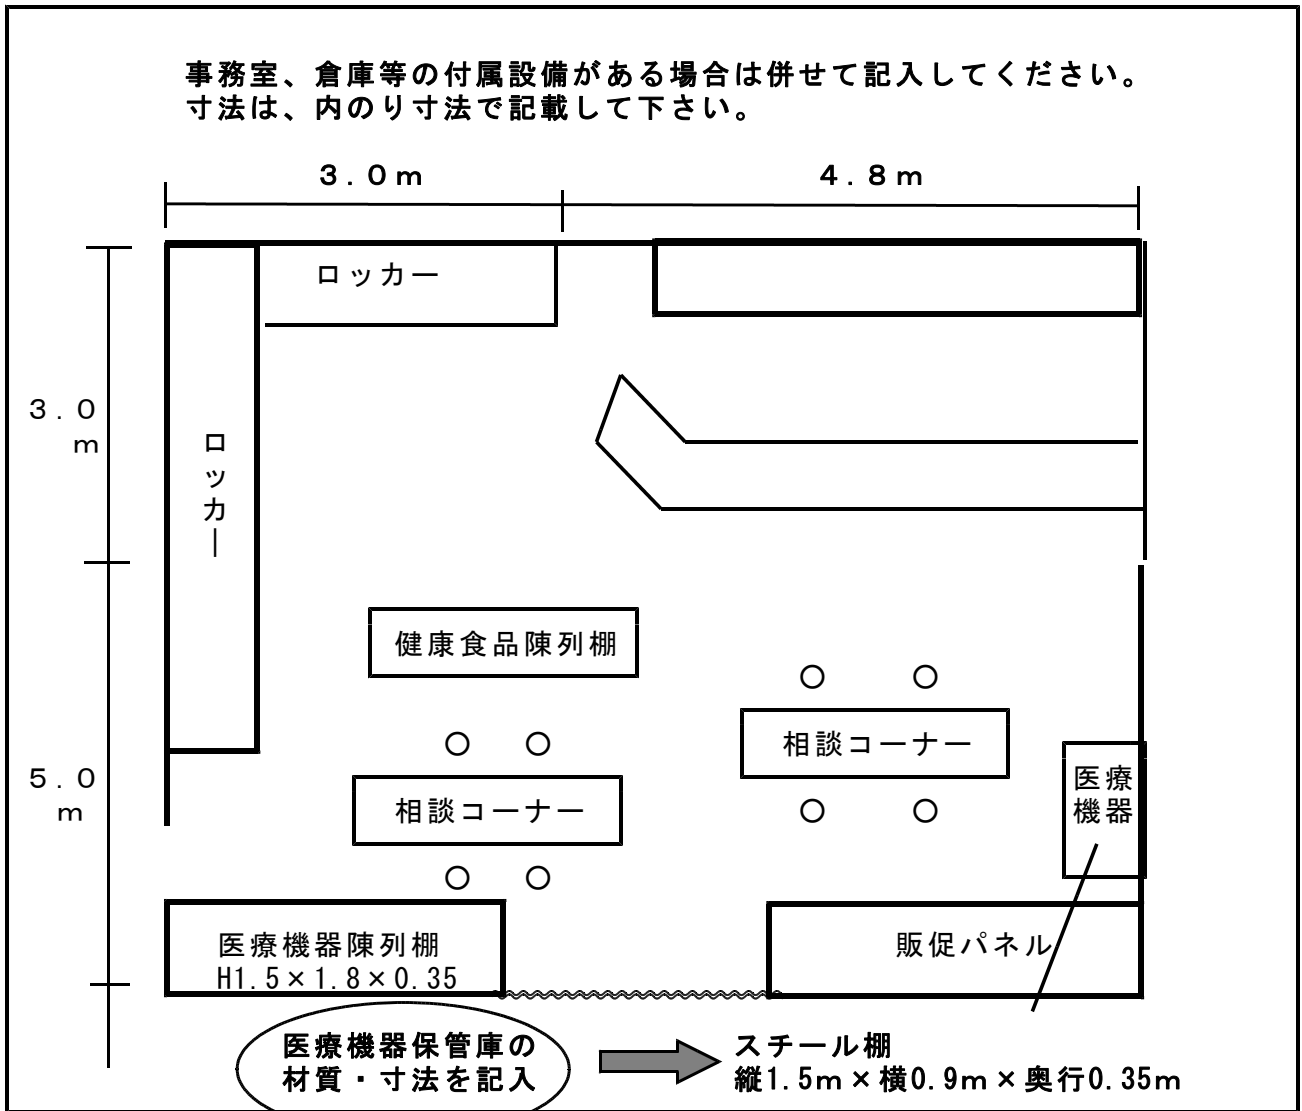 事務室、倉庫等の付属設備がある場合は併せて記入してください。
寸法は、内のり寸法で記載して下さい。
３．０ｍ
４．８ｍ
ロッカー
３．０
ｍ
ロッカー
健康食品陳列棚
相談コーナー
５．０
ｍ
医療
機器
相談コーナー
医療機器陳列棚
H1.5×1.8×0.35
販促パネル
医療機器保管庫の
材質・寸法を記入
スチール棚
縦1.5m×横0.9m×奥行0.35m